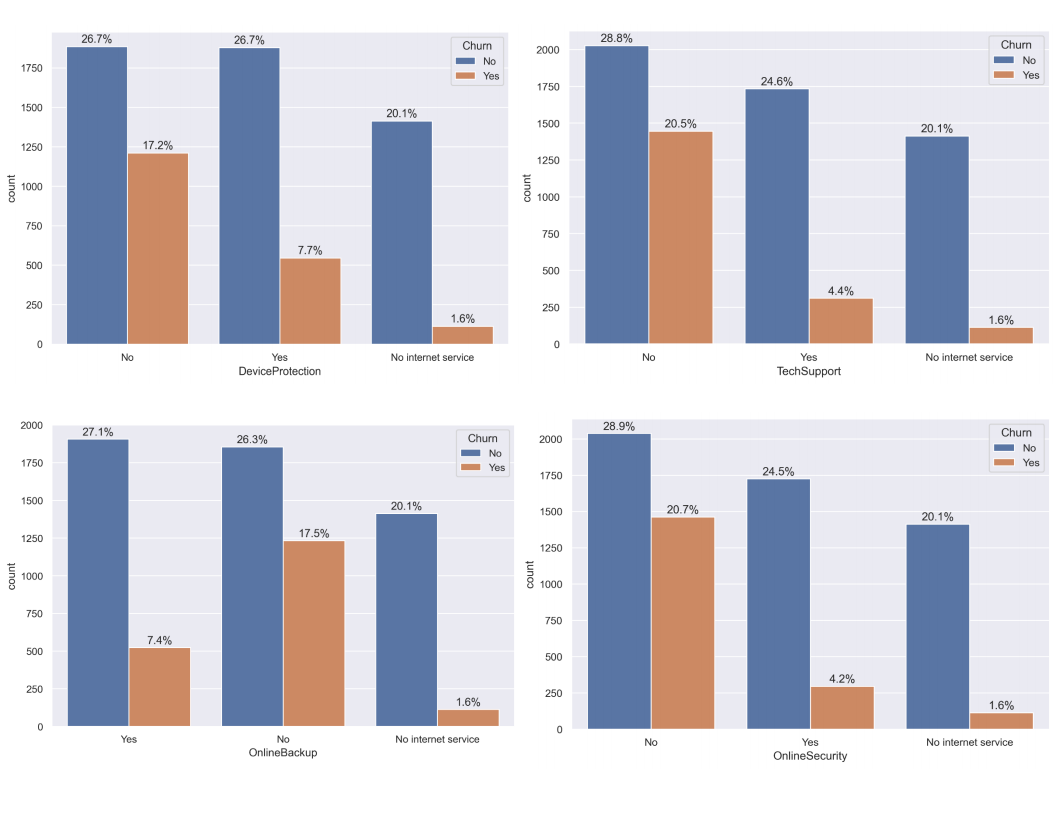 26.7%
26.7%
Churn
No
Yes
1750
20.1%
1500
17.2%
1250
count
1000
750
7.7%
500
250
1.6%
0
No
Yes
No internet service
DeviceProtection
28.8%
Churn
No
Yes
2000
24.6%
1750
20.5%
20.1%
1500
1250
count
1000
750
500
4.4%
250
1.6%
0
No
Yes
No internet service
TechSupport
2000
27.1%
26.3%
Churn
No
Yes
1750
20.1%
1500
17.5%
1250
count
1000
750
7.4%
500
250
1.6%
0
Yes
No
No internet service
OnlineBackup
28.9%
Churn
No
Yes
2000
24.5%
1750
20.7%
20.1%
1500
1250
count
1000
750
500
4.2%
250
1.6%
0
No
Yes
No internet service
OnlineSecurity